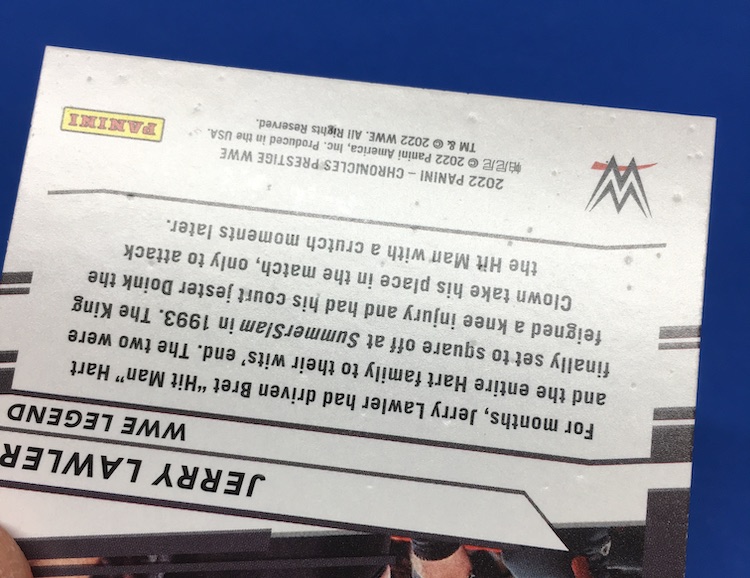 JERRY LAWLER
WWE LEGEND
For months, Jerry Lawler had driven Bret “Hit Man” Hart
and the entire Hart family to their wits’ end. The two were
finally set to square off at SummerSlam in 1993. The King
feigned a knee injury and had his court jester Doink the
Clown take his place in the match, only to attack
the Hit Man with a crutch moments later.
2022 PANINI – CHRONICLES PRESTIGE WWE
帕尼尼 © 2022 Panini America, Inc. Produced in the USA.
TM & © 2022 WWE. All Rights Reserved.
PANINI